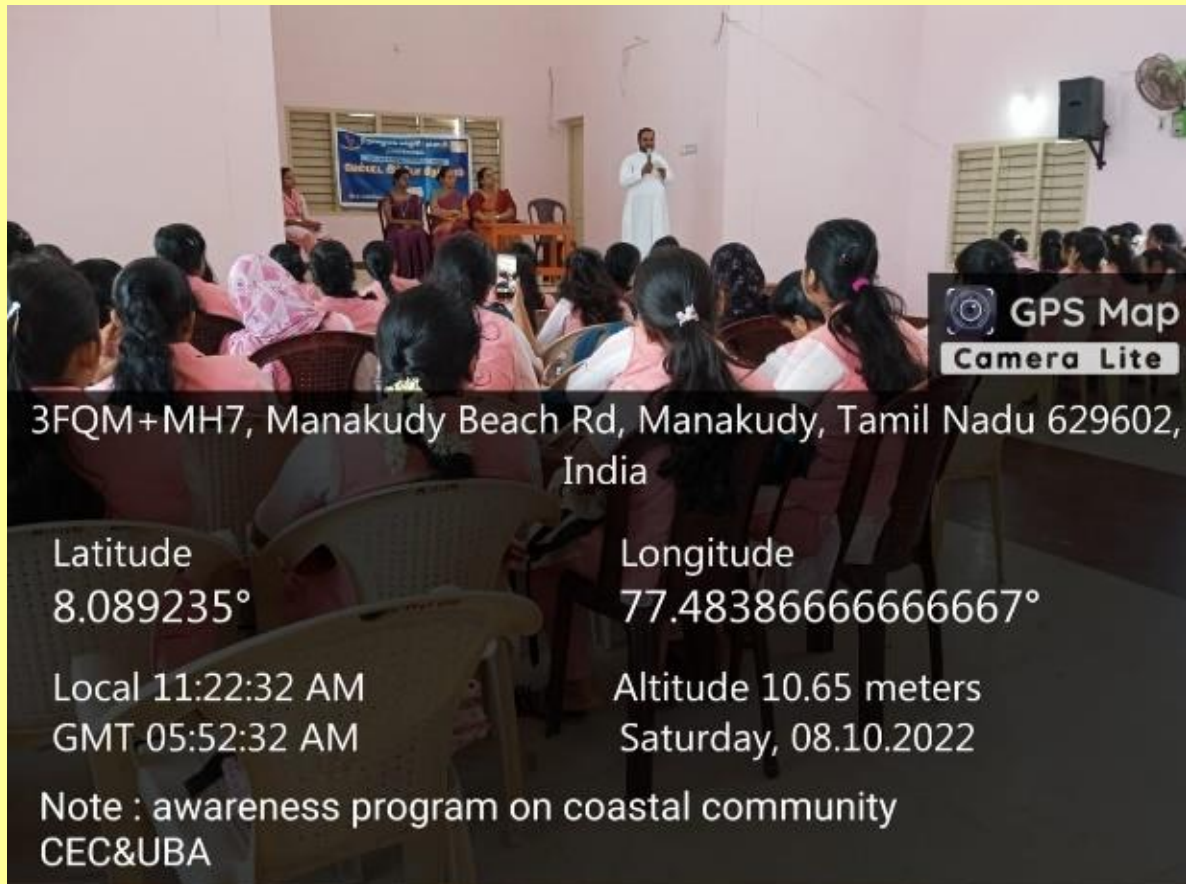 GPS Map
Camera Lite
3FQM+MH7, Manakudy Beach Rd, Manakudy, Tamil Nadu 629602,
India
Latitude
8.089235°
Longitude
77.48386666666667°
Local 11:22:32 AM
GMT 05:52:32 AM
Altitude 10.65 meters
Saturday, 08.10.2022
Note : awareness program on coastal community
CEC&UBA